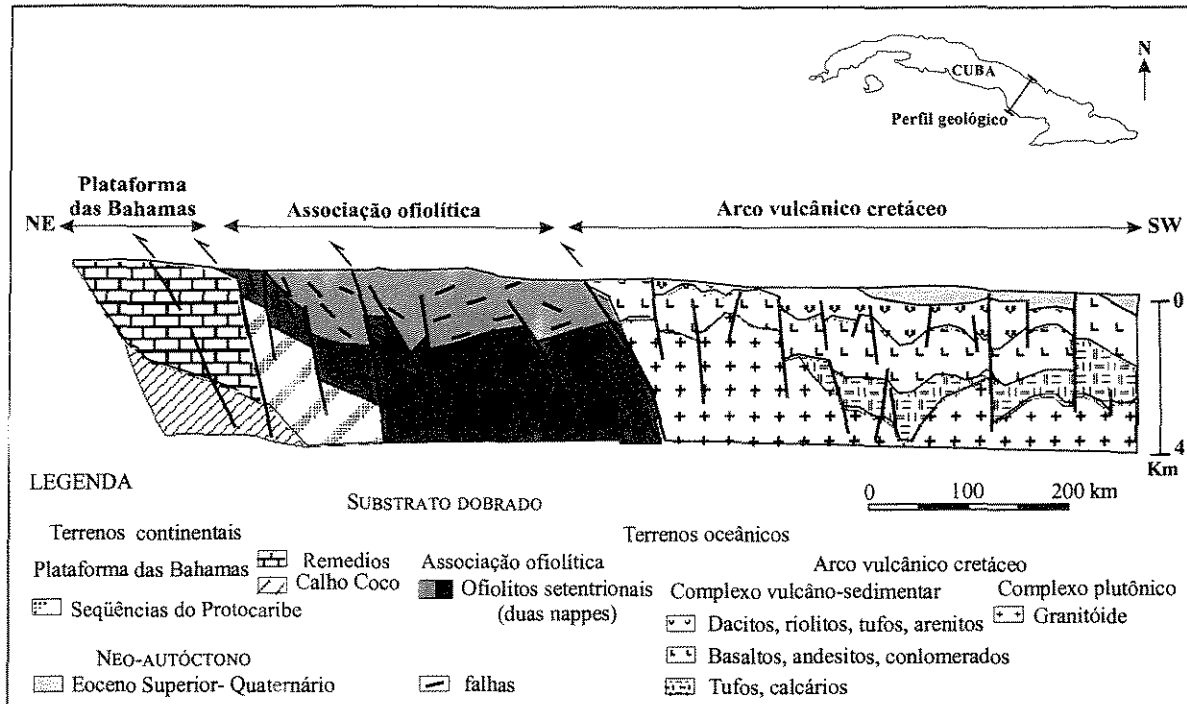 N
CUBA
Perfil geológico
Plataforma
das Bahamas
Associação ofiolítica
Arco vulcânico cretáceo
NE
SW
0
4
Km
LEGENDA
SUBSTRATO DOBRADO
0 100 200 km
Terrenos continentais
Terrenos oceânicos
Plataforma das Bahamas
Remedios
Calho Coco
Seqüências do Protocaribe
Associação ofiolítica
Ofiolitos setentrionais
(duas nappes)
Arco vulcânico cretáceo
Complexo vulcâno-sedimentar
Complexo plutônico
Dacitos, riolitos, tufos, arenitos
Granitóide
Basaltos, andesitos, conlomerados
Tufos, calcários
NEO-AUTÓCTONO
Eoceno Superior- Quaternário
falhas